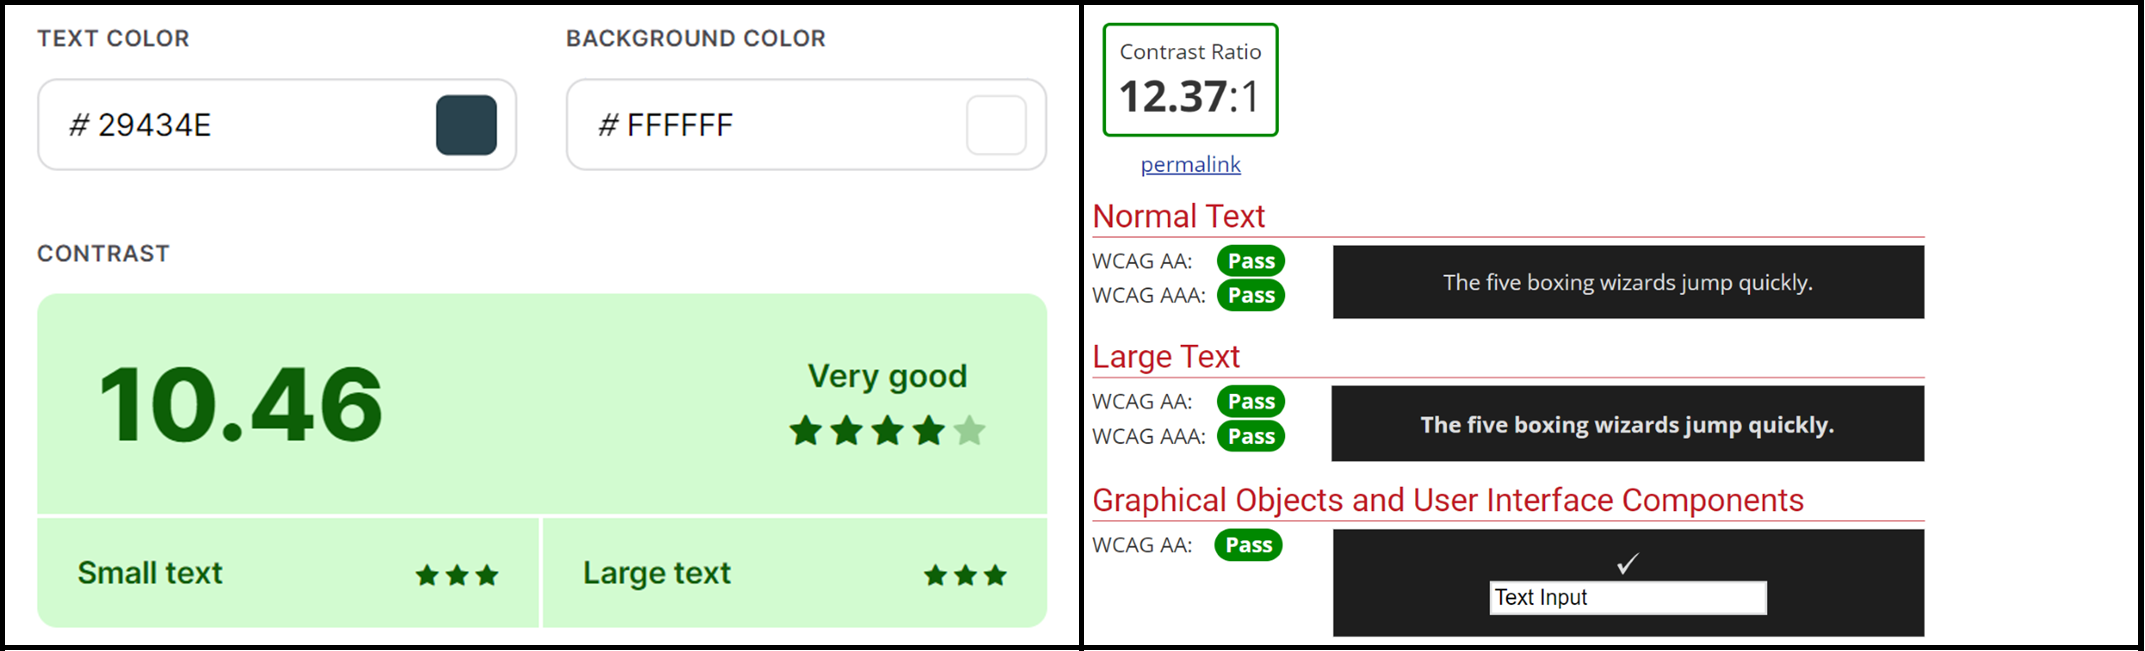 TEXT COLOR
# 29434E
BACKGROUND COLOR
# FFFFFF
CONTRAST
10.46
Very good
Small text
Large text
Contrast Ratio
12.37:1
permalink
Normal Text
WCAG AA: Pass
WCAG AAA: Pass
The five boxing wizards jump quickly.
Large Text
WCAG AA: Pass
WCAG AAA: Pass
The five boxing wizards jump quickly.
Graphical Objects and User Interface Components
WCAG AA: Pass
Text Input